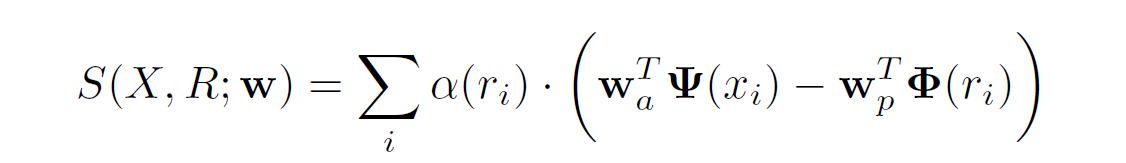 S(X, R; w) = ∑_i α(r_i) · ( w_a^T Ψ(x_i) − w_p^T Φ(r_i) )